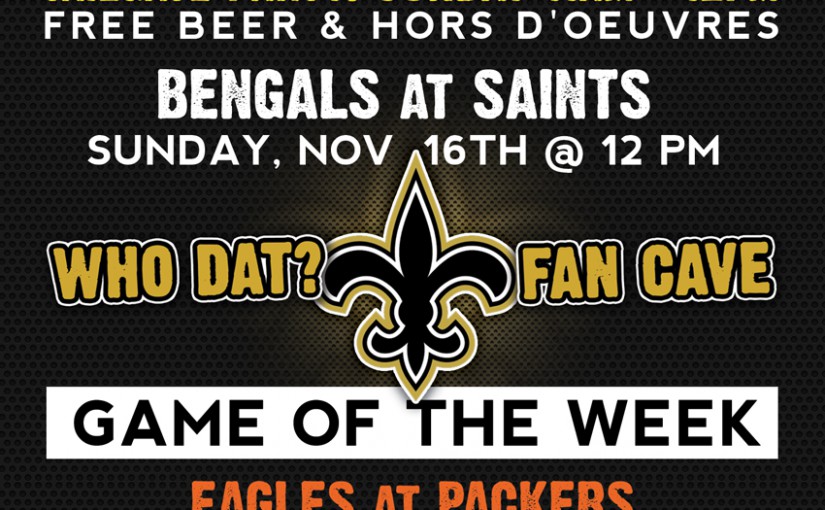 FREE BEER & HORS D'OEUVRES
BENGALS AT SAINTS
SUNDAY, NOV 16TH @ 12 PM
WHO DAT? FAN CAVE
GAME OF THE WEEK
EAGLES AT PACKERS